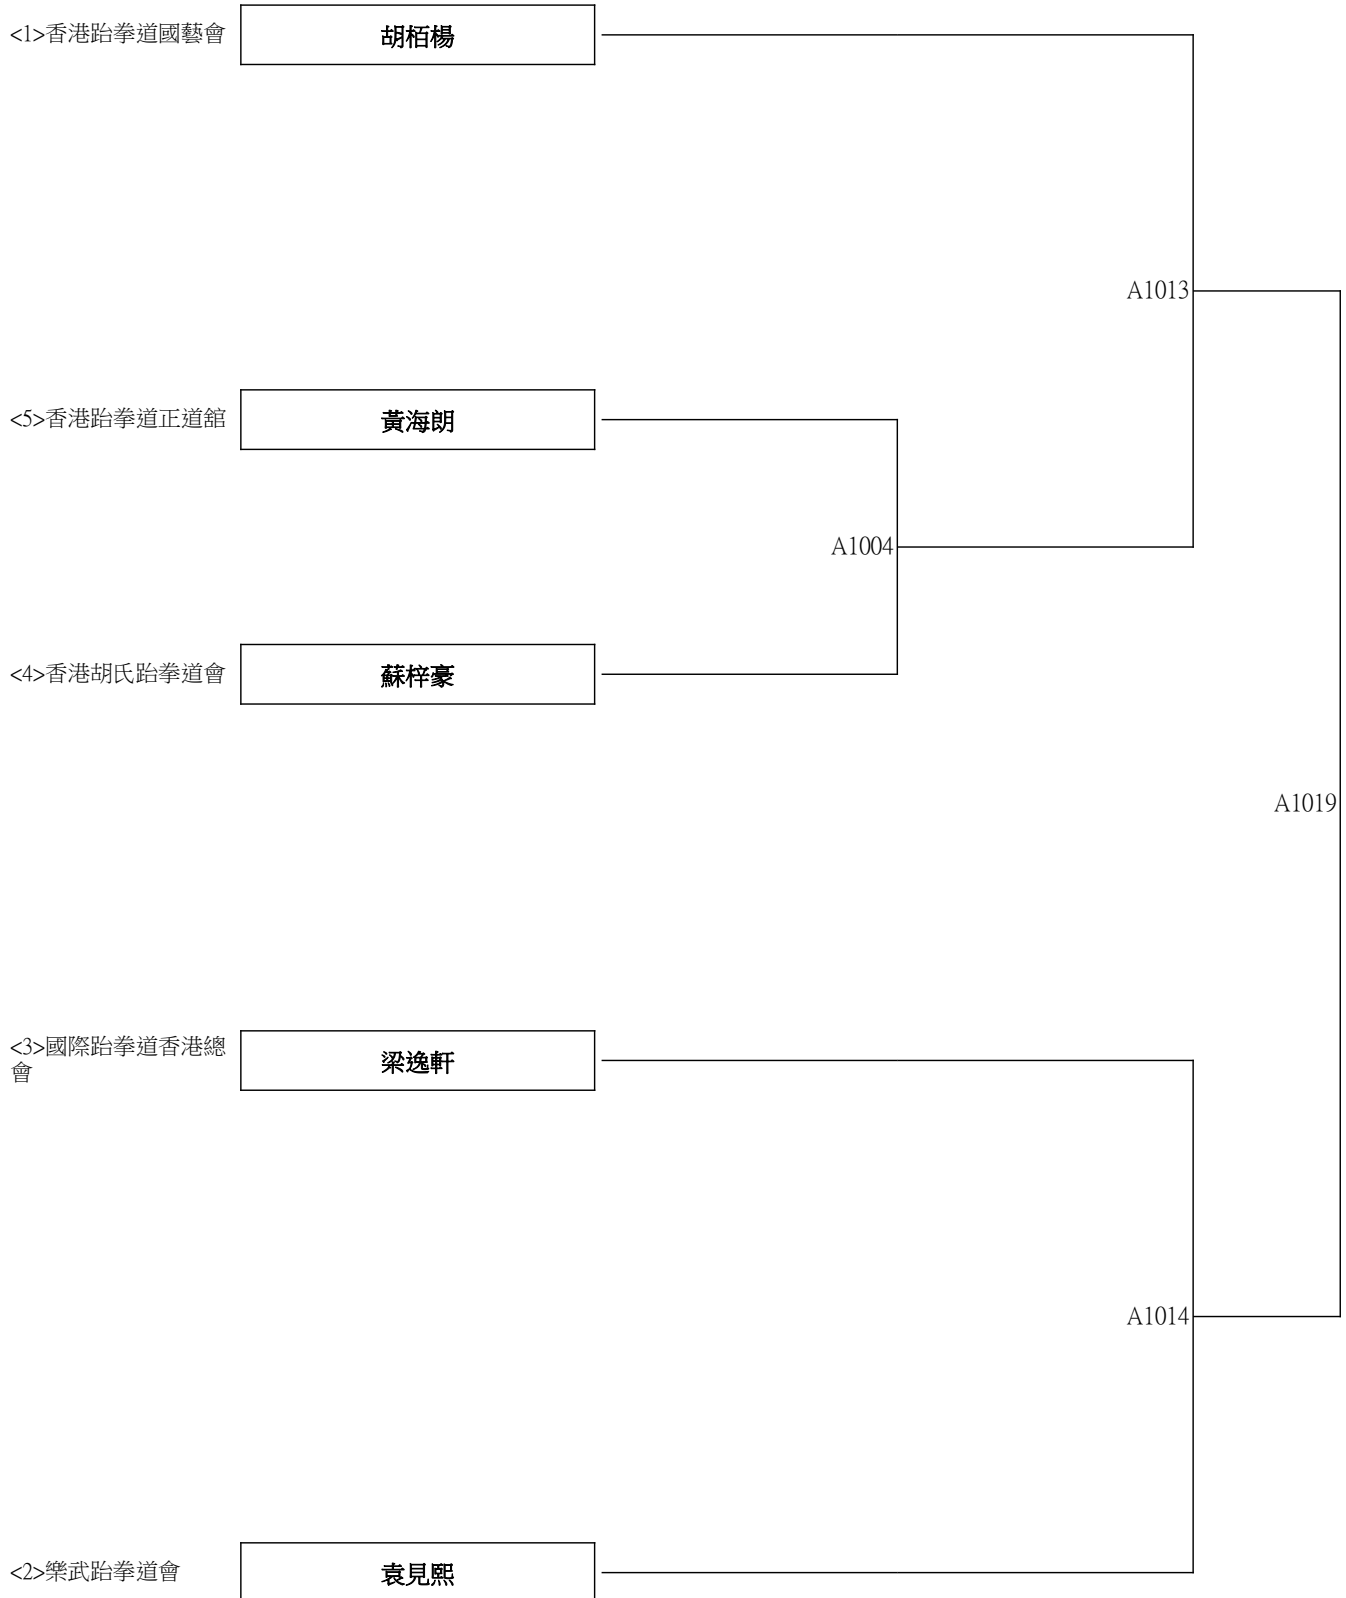 <1>香港跆拳道國藝會
胡栢楊
A1013
<5>香港跆拳道正道舘
黃海朗
A1004
<4>香港胡氏跆拳道會
蘇梓豪
A1019
<3>國際跆拳道香港總
會
梁逸軒
A1014
<2>樂武跆拳道會
袁見熙